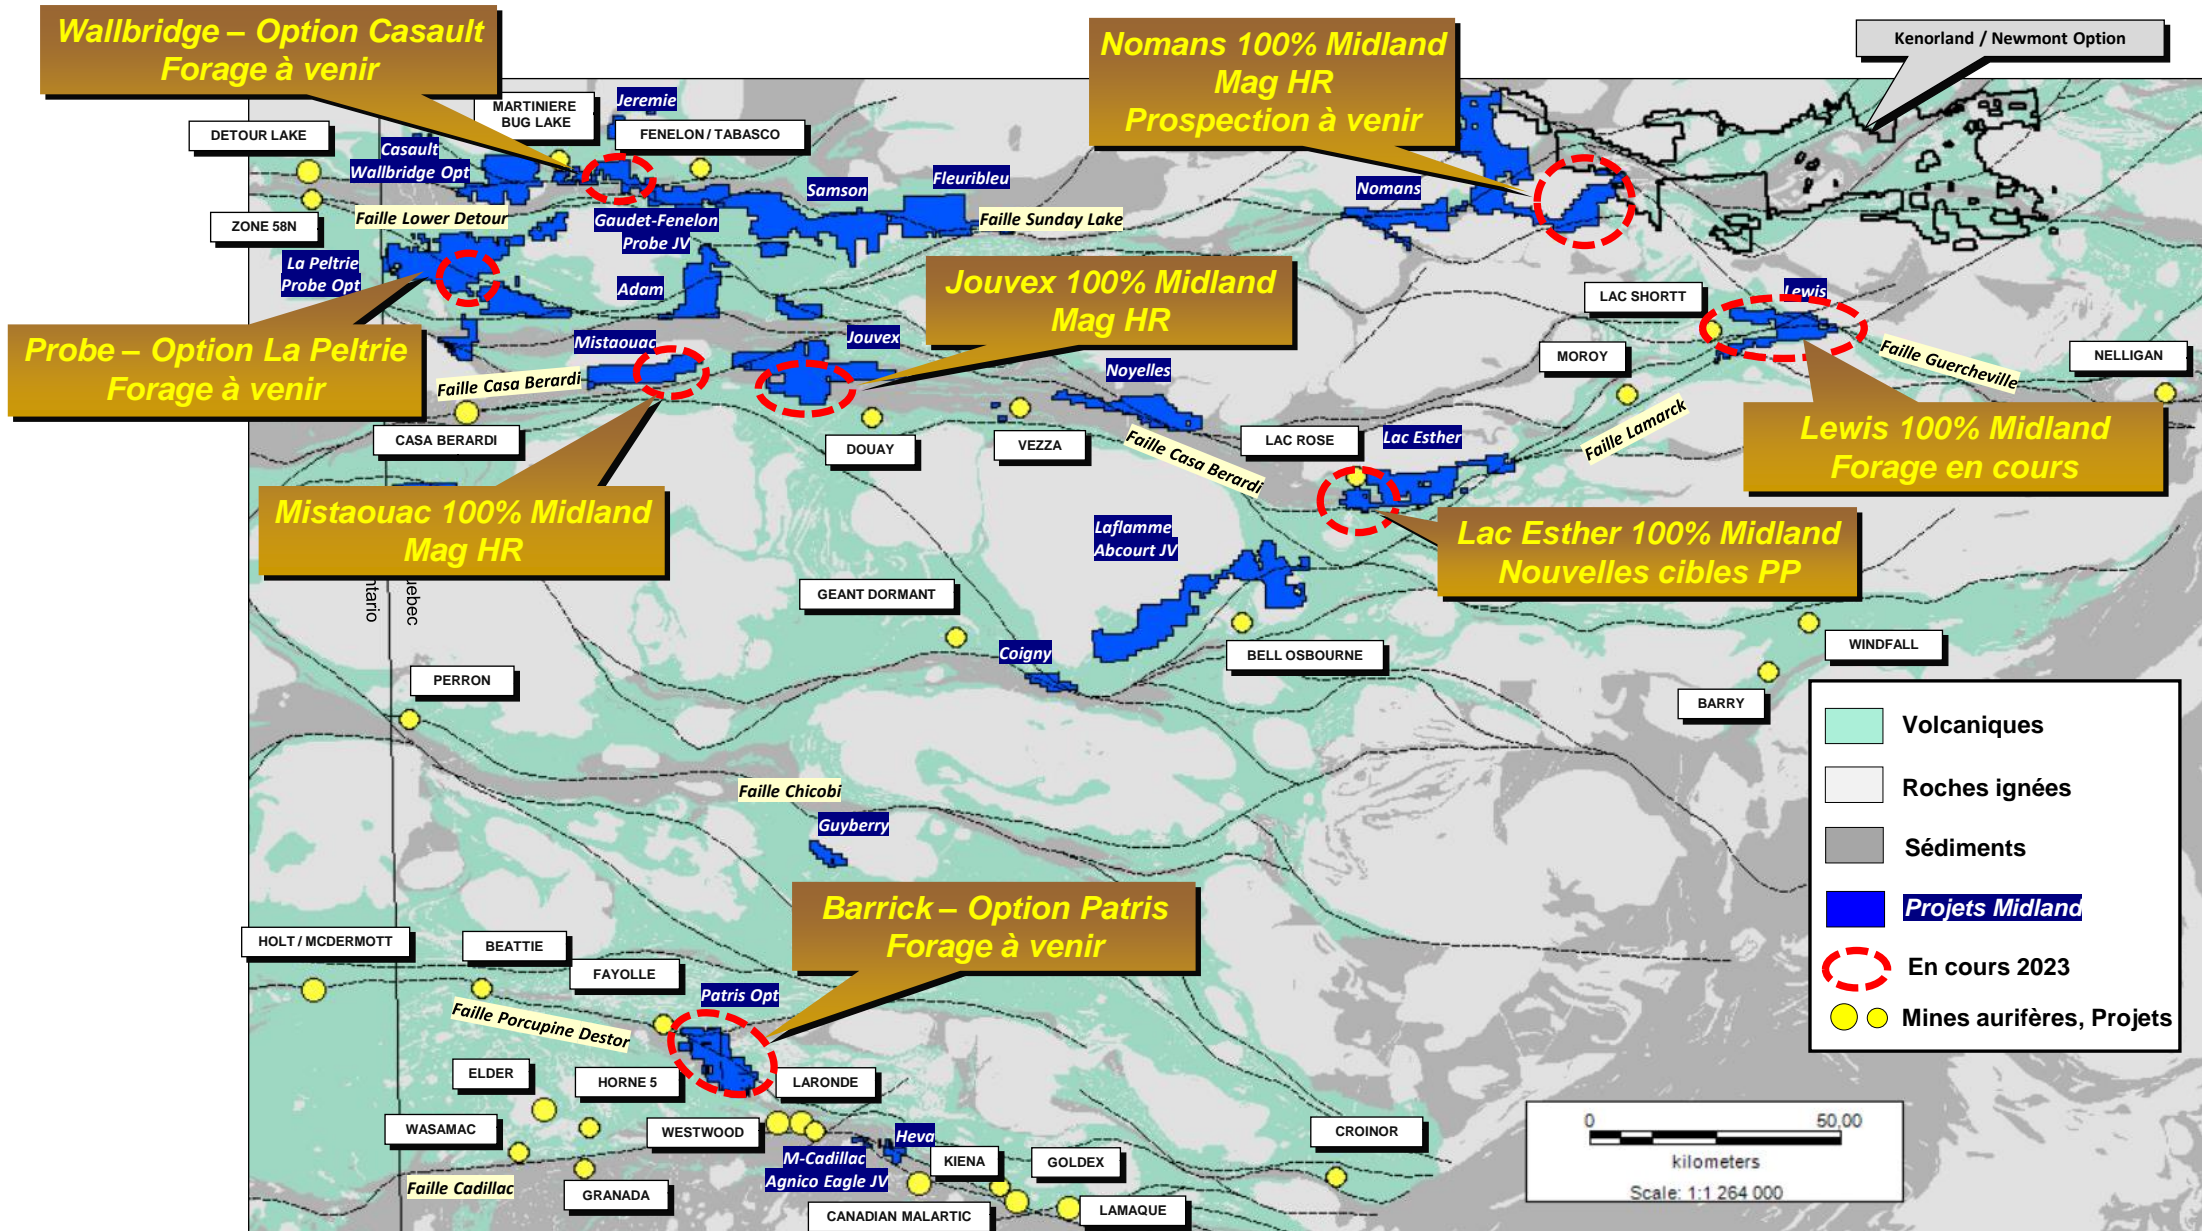 Wallbridge – Option Casault
Forage à venir
Nomans 100% Midland
Mag HR
Prospection à venir
Kenorland / Newmont Option
MARTINIERE
BUG LAKE
Jeremie
FENELON / TABASCO
DETOUR LAKE
Casault
Wallbridge Opt
Samson
Fleuribleu
Nomans
Faille Lower Detour
Gaudet-Fenelon
Probe JV
Faille Sunday Lake
ZONE 58N
La Peltrie
Probe Opt
Adam
Jouvex 100% Midland
Mag HR
LAC SHORTT
Lewis
Probe – Option La Peltrie
Forage à venir
Mistaouac
Jouvex
MOROY
Faille Guercheville
NELLIGAN
Faille Casa Berardi
Noyelles
CASA BERARDI
DOUAY
VEZZA
Faille Casa Berardi
LAC ROSE
Lac Esther
Faille Lamarck
Lewis 100% Midland
Forage en cours
Mistaouac 100% Midland
Mag HR
Laflamme
Abcourt JV
Lac Esther 100% Midland
Nouvelles cibles PP
ntario
uebec
GEANT DORMANT
Coigny
BELL OSBOURNE
WINDFALL
PERRON
BARRY
Faille Chicobi
Guyberry
Volcaniques
Roches ignées
Sédiments
Projets Midland
En cours 2023
Mines aurifères, Projets
Barrick – Option Patris
Forage à venir
HOLT / MCDERMOTT
BEATTIE
FAYOLLE
Patris Opt
Faille Porcupine Destor
ELDER
HORNE 5
LARONDE
WASAMAC
WESTWOOD
Heva
CROINOR
M-Cadillac
Agnico Eagle JV
KIENA
GOLDEX
Faille Cadillac
GRANADA
CANADIAN MALARTIC
LAMAQUE
0 50,00
kilometers
Scale: 1:1 264 000